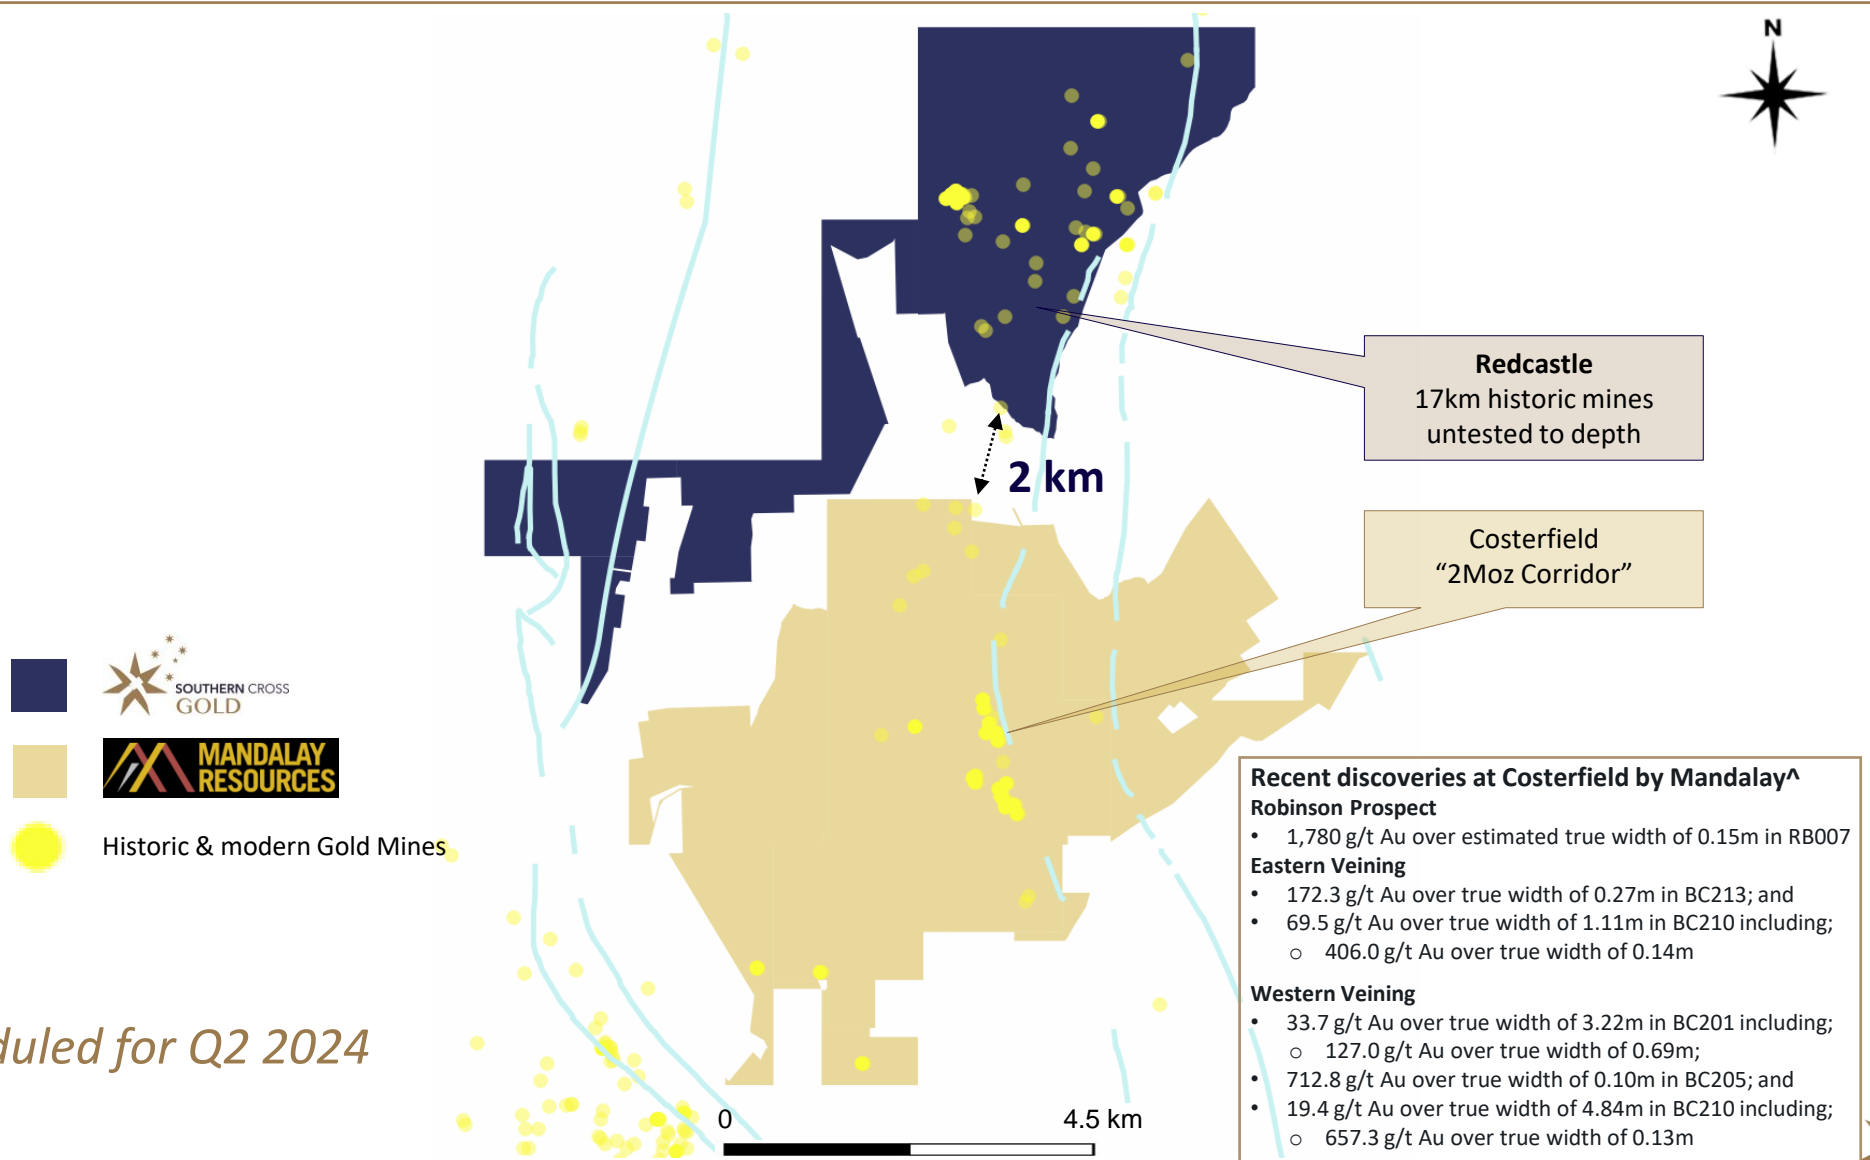 N
Redcastle
17km historic mines
untested to depth
2 km
Costerfield
“2Moz Corridor”
SOUTHERN CROSS
GOLD
MANDALAY
RESOURCES
Historic & modern Gold Mines
Recent discoveries at Costerfield by Mandalay^
Robinson Prospect
• 1,780 g/t Au over estimated true width of 0.15m in RB007
Eastern Veining
• 172.3 g/t Au over true width of 0.27m in BC213; and
• 69.5 g/t Au over true width of 1.11m in BC210 including;
o 406.0 g/t Au over true width of 0.14m
Western Veining
• 33.7 g/t Au over true width of 3.22m in BC201 including;
o 127.0 g/t Au over true width of 0.69m;
• 712.8 g/t Au over true width of 0.10m in BC205; and
• 19.4 g/t Au over true width of 4.84m in BC210 including;
o 657.3 g/t Au over true width of 0.13m
for Q2 2024
0 4.5 km